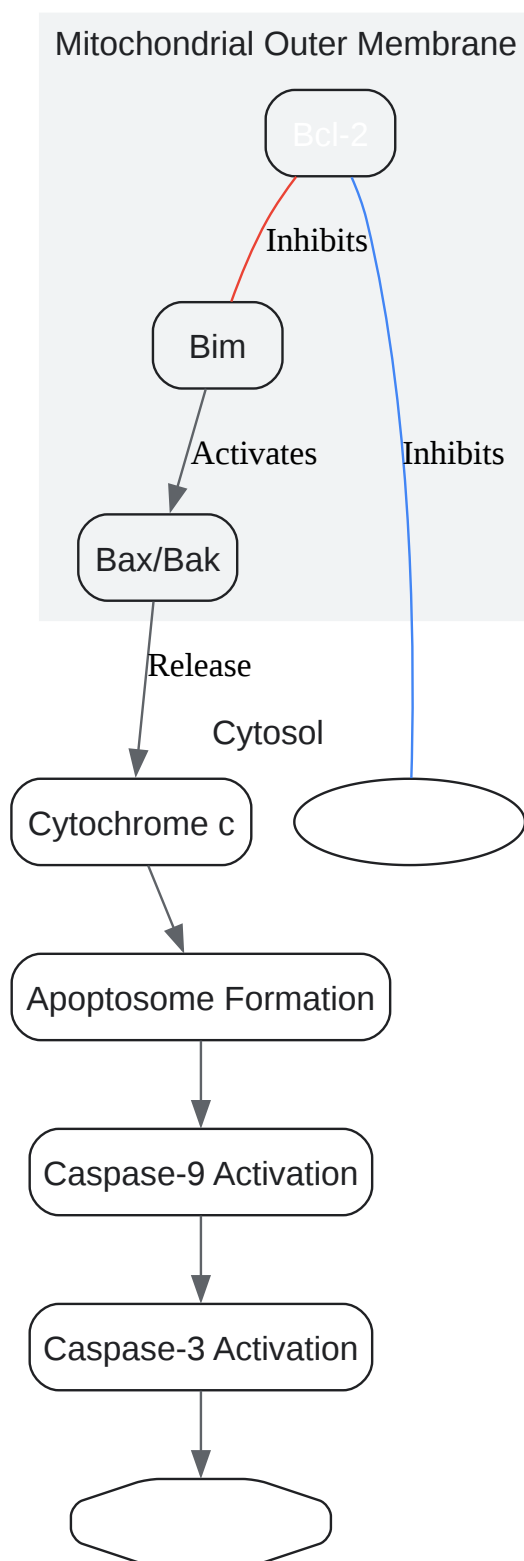 Mitochondrial Outer Membrane
Bcl-2
Inhibits
Bim
Activates
Inhibits
Bax/Bak
Release
Cytosol
Cytochrome c
Apoptosome Formation
Caspase-9 Activation
Caspase-3 Activation